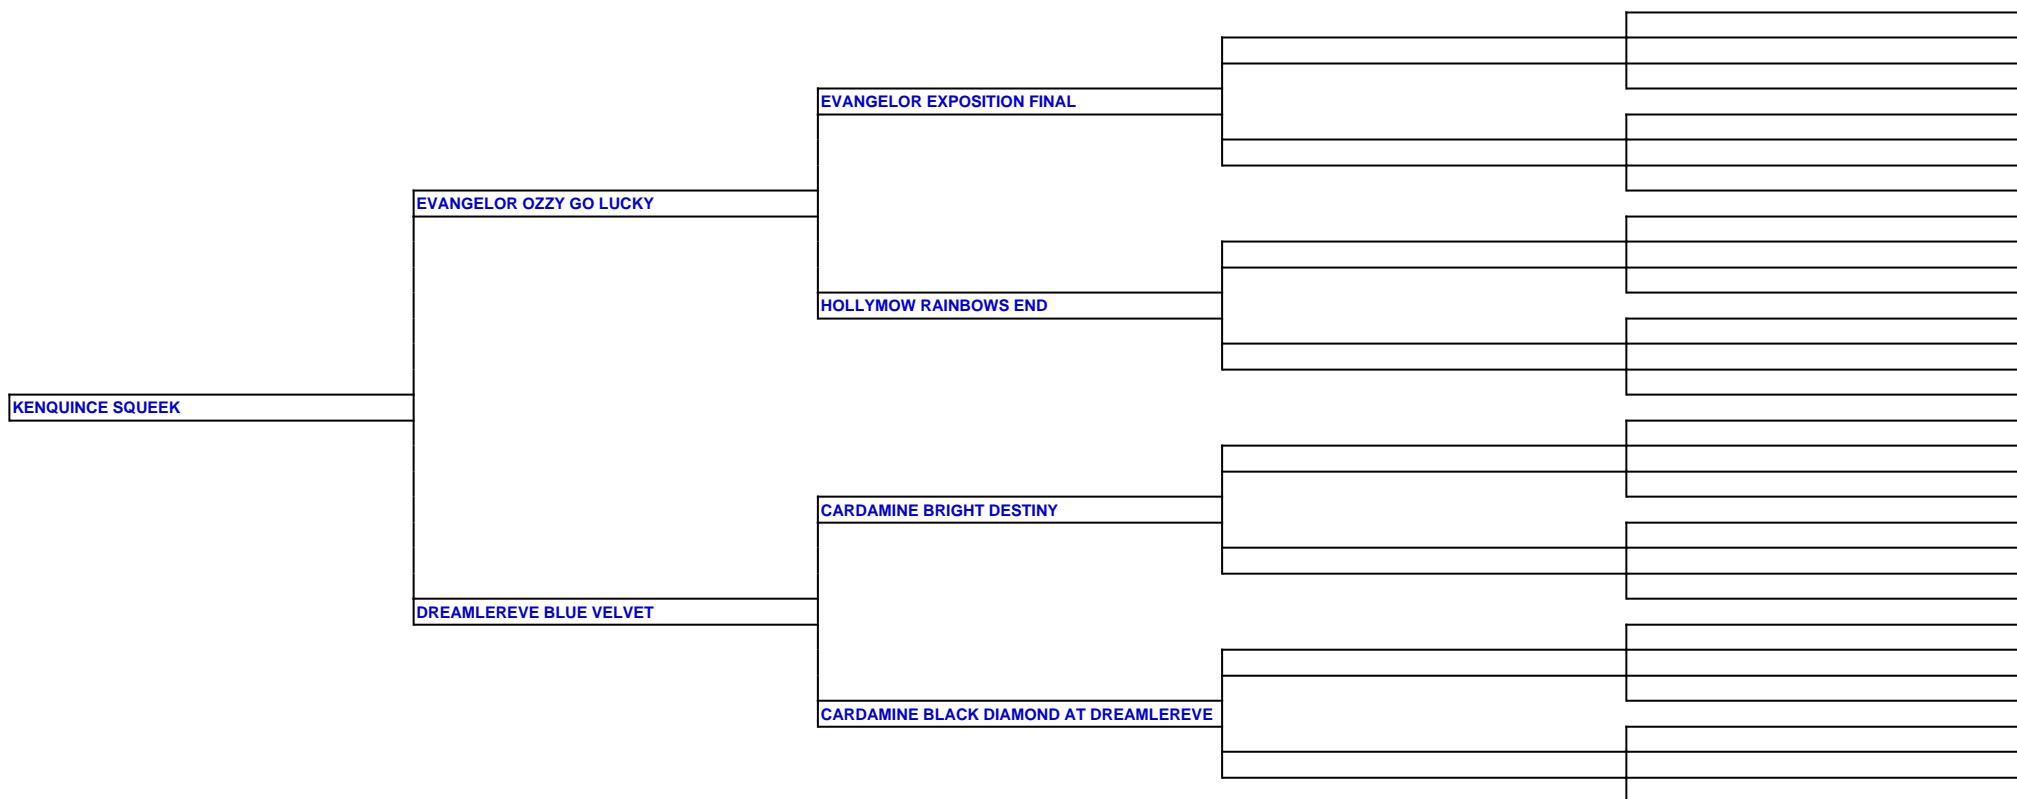 EVANGELOR EXPOSITION FINAL
EVANGELOR OZZY GO LUCKY
HOLLYMOW RAINBOWS END
KENQUINCE SQUEEK
CARDAMINE BRIGHT DESTINY
DREAMLEREVE BLUE VELVET
CARDAMINE BLACK DIAMOND AT DREAMLEREVE